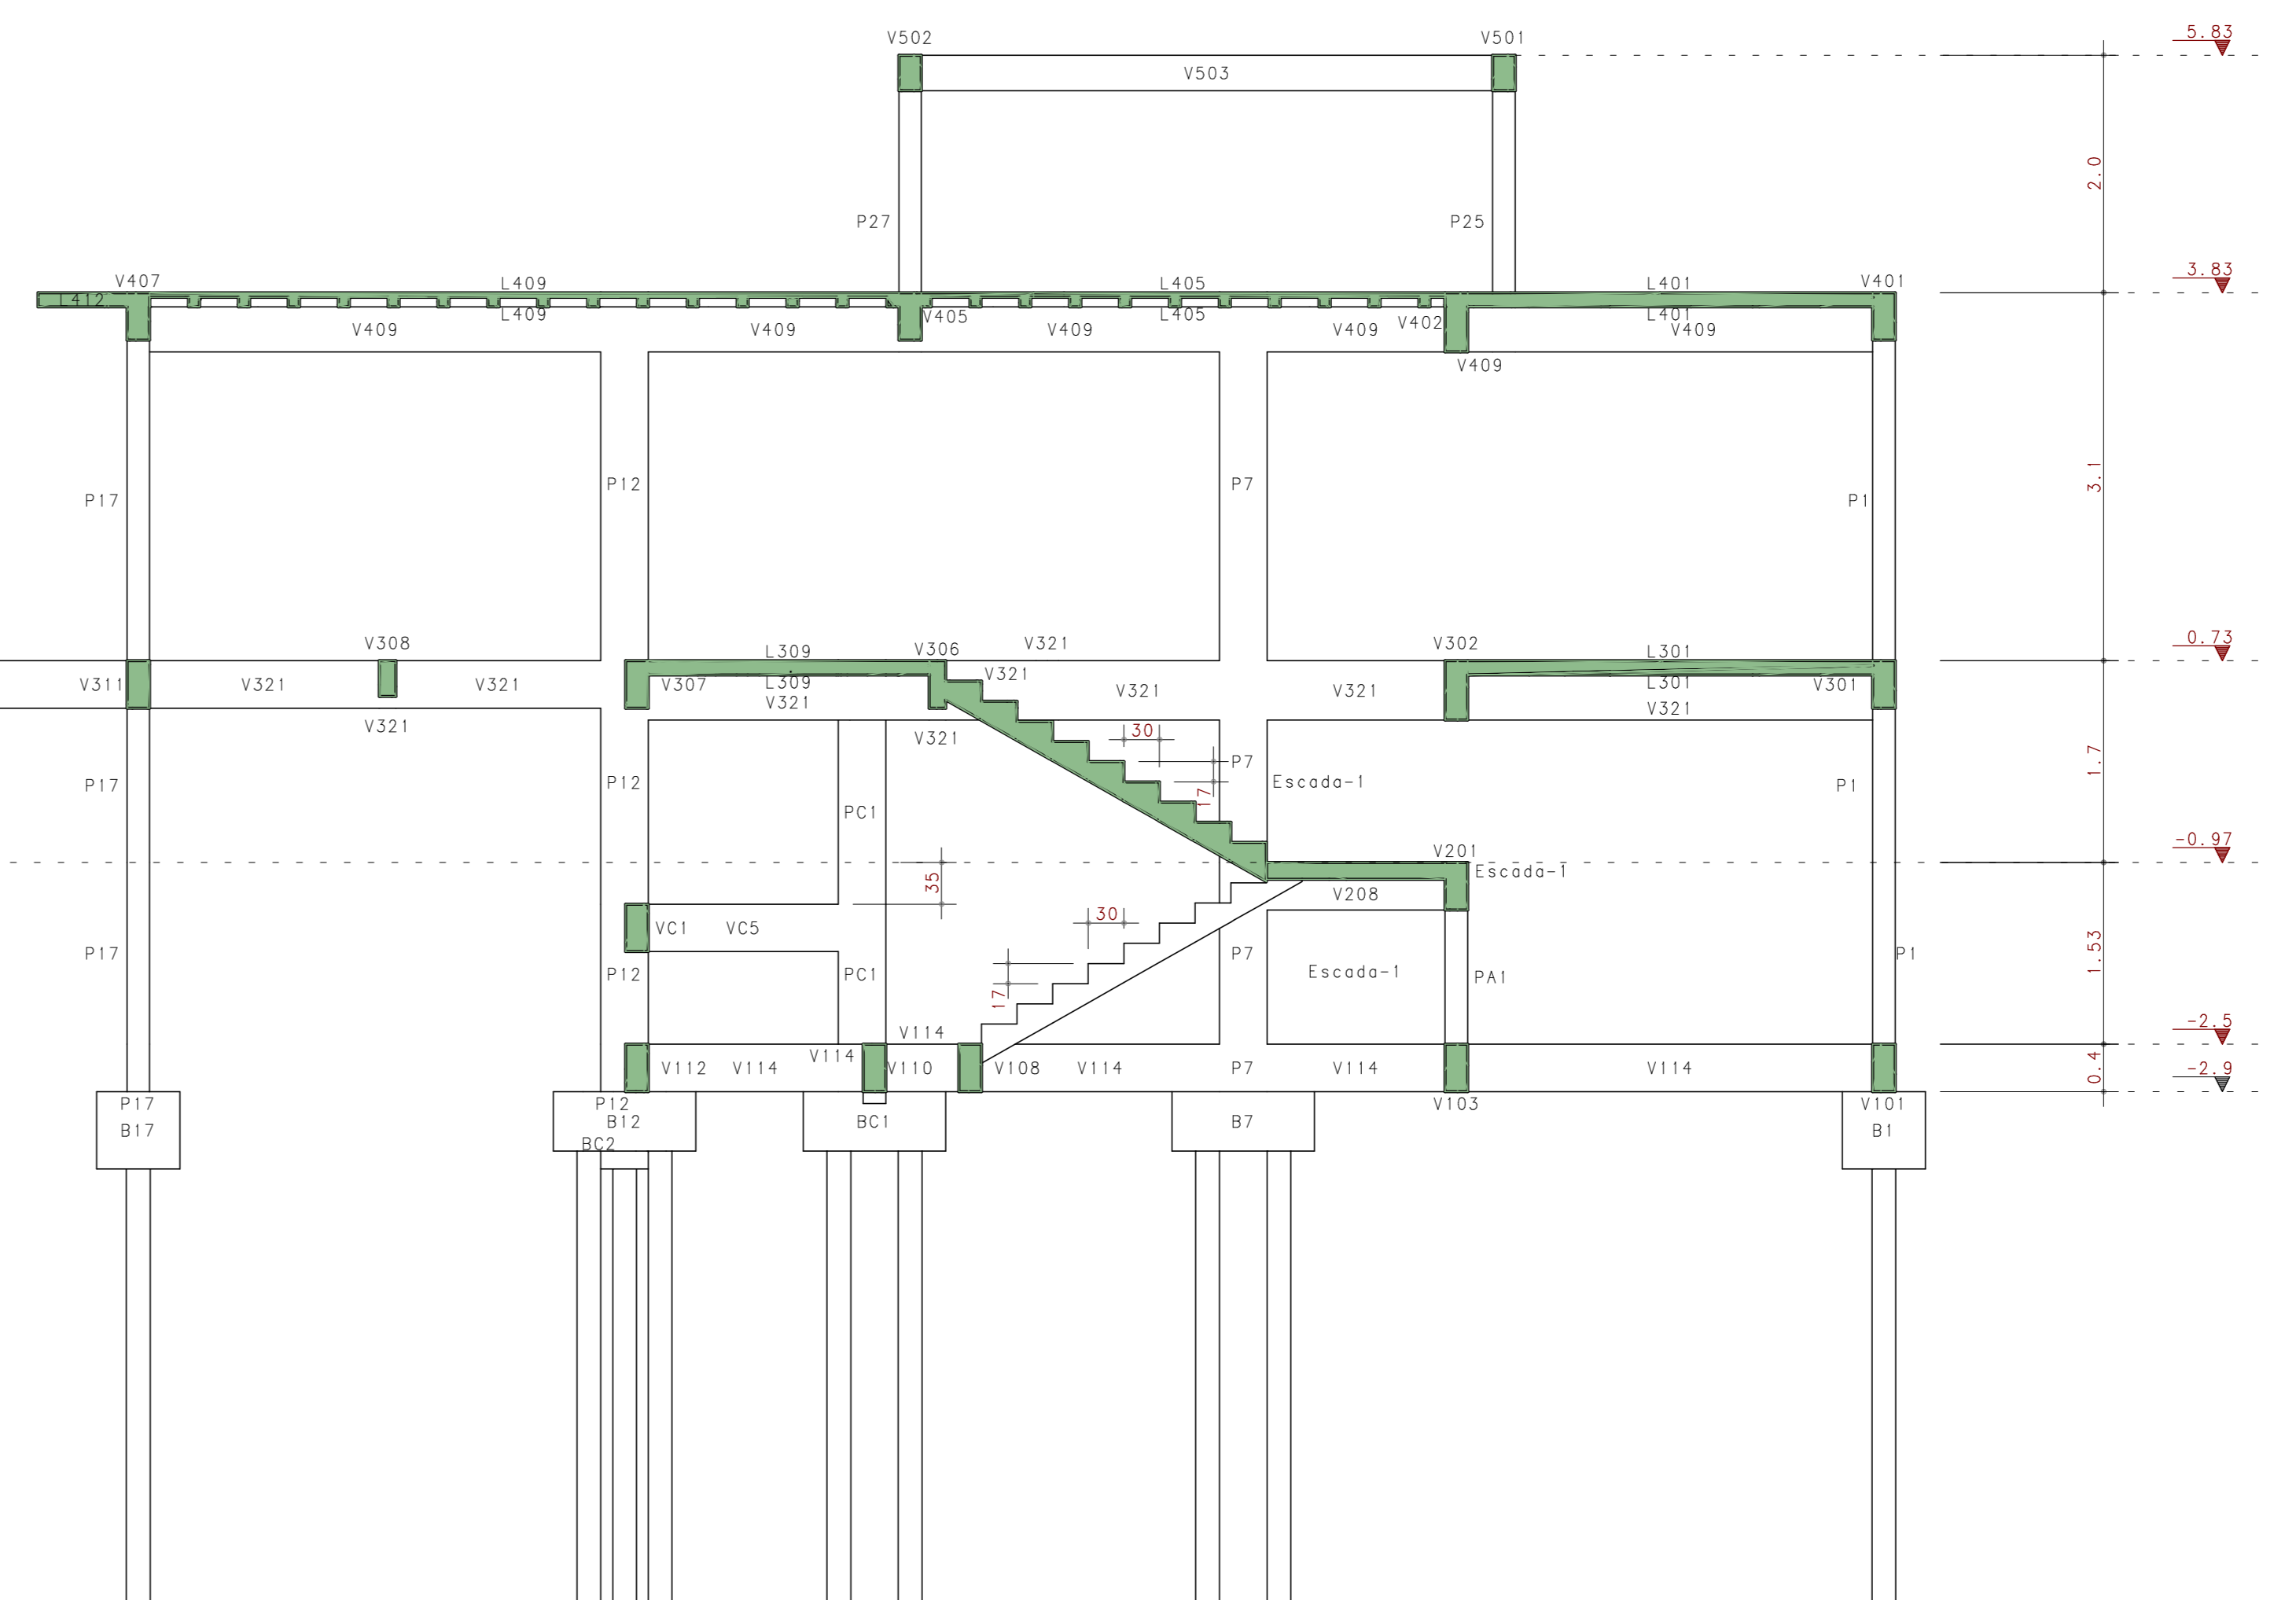 V502
V501
5.83
V503
2.0
P27
P25
V407
L409
L405
L401
V401
3.83
L412
L409
V405
L405
V402
L401
V409
V409
V409
V409
V409
V409
P17
P12
P7
P1
3.1
V308
L309
V306
V321
V302
L301
0.73
V311
V321
V321
V307
L309
V321
V321
V321
V321
L301
V301
V321
V321
V321
30
P17
P12
PC1
17
P7
Escada-1
P1
1.7
V201
-0.97
35
Escada-1
V208
VC1
VC5
30
P17
P12
PC1
17
P7
Escada-1
PA1
P1
1.53
V114
-2.5
V112
V114
V114
V110
V108
V114
P7
V114
V114
0.4
-2.9
P17
B17
P12
B12
BC2
BC1
B7
V103
V101
B1